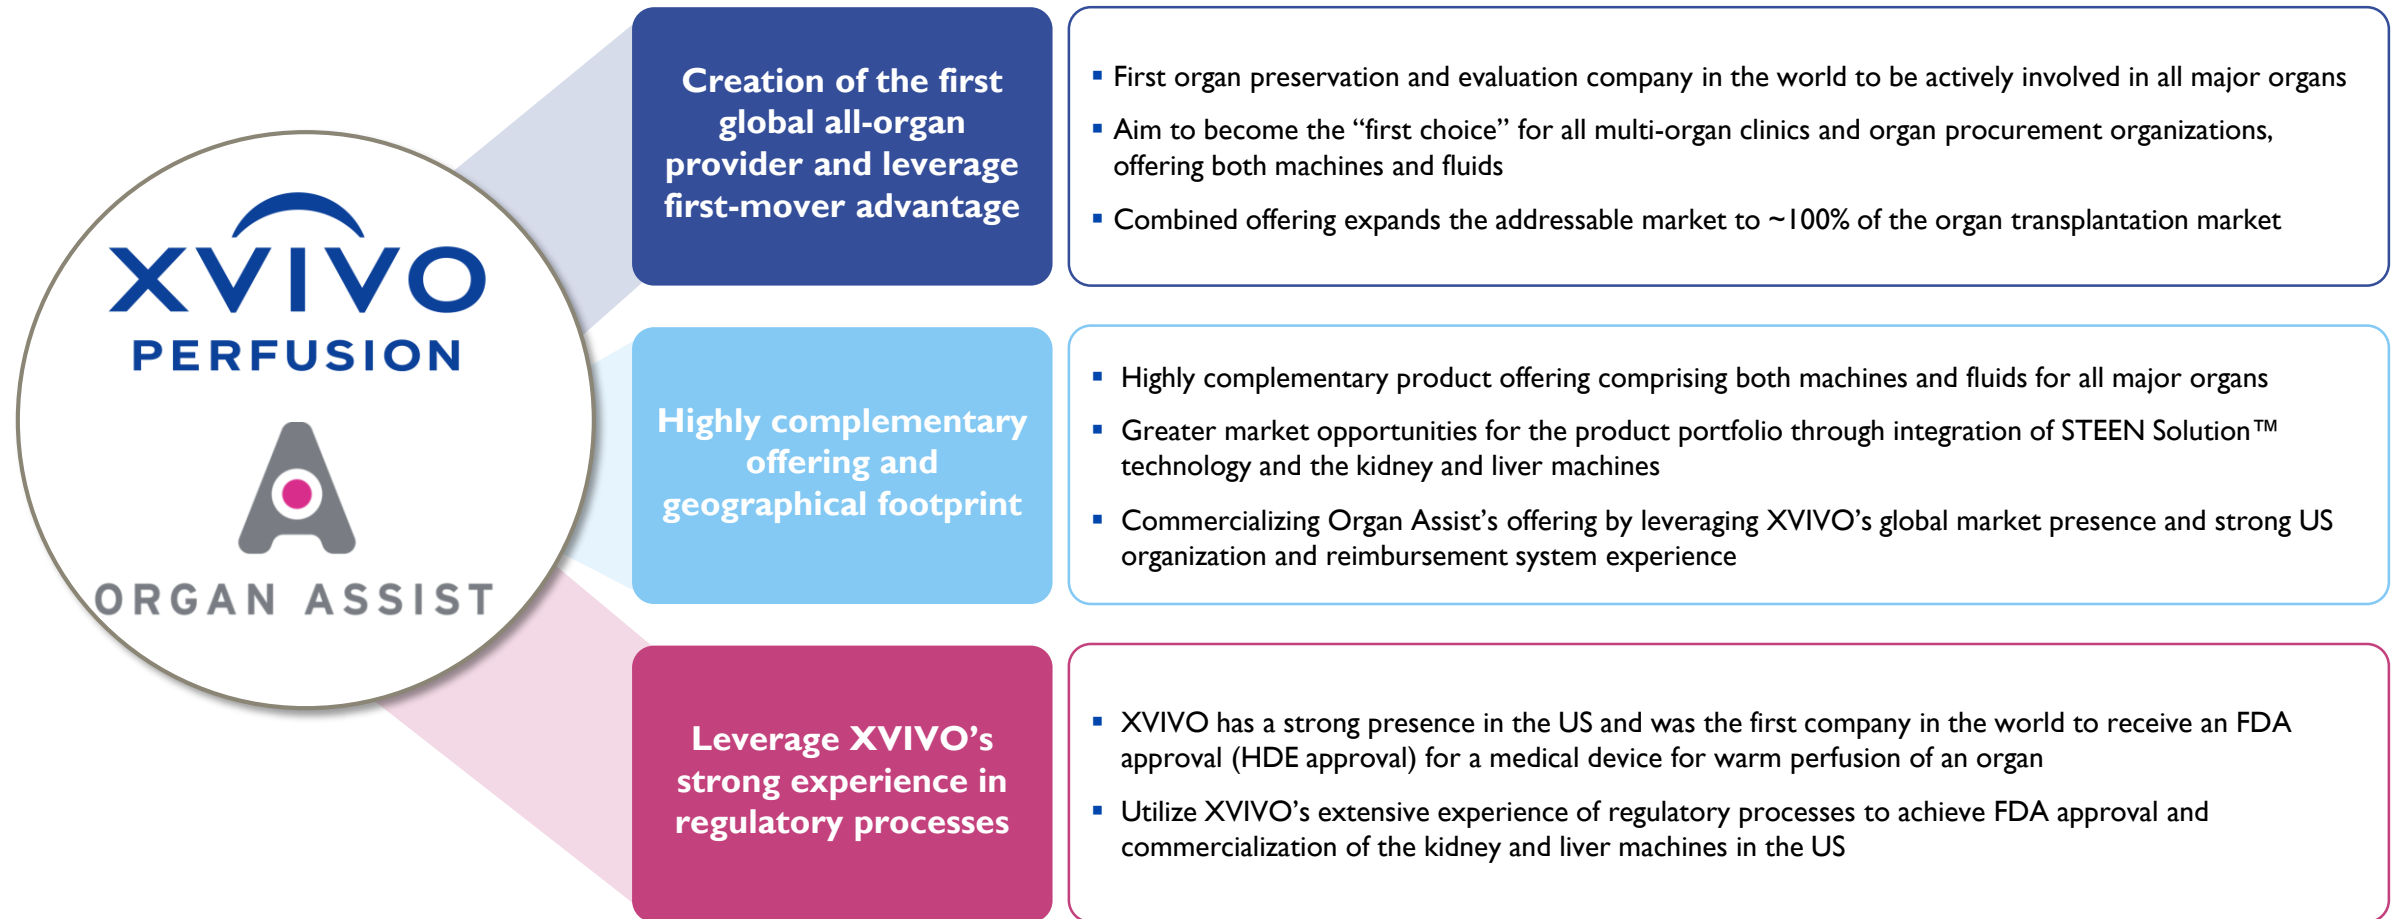 XVIVO
PERFUSION
ORGAN ASSIST
Creation of the first
global all-organ
provider and leverage
first-mover advantage
▪ First organ preservation and evaluation company in the world to be actively involved in all major organs
▪ Aim to become the “first choice” for all multi-organ clinics and organ procurement organizations,
offering both machines and fluids
▪ Combined offering expands the addressable market to ~100% of the organ transplantation market
Highly complementary
offering and
geographical footprint
▪ Highly complementary product offering comprising both machines and fluids for all major organs
▪ Greater market opportunities for the product portfolio through integration of STEEN Solution™
technology and the kidney and liver machines
▪ Commercializing Organ Assist’s offering by leveraging XVIVO’s global market presence and strong US
organization and reimbursement system experience
Leverage XVIVO’s
strong experience in
regulatory processes
▪ XVIVO has a strong presence in the US and was the first company in the world to receive an FDA
approval (HDE approval) for a medical device for warm perfusion of an organ
▪ Utilize XVIVO’s extensive experience of regulatory processes to achieve FDA approval and
commercialization of the kidney and liver machines in the US